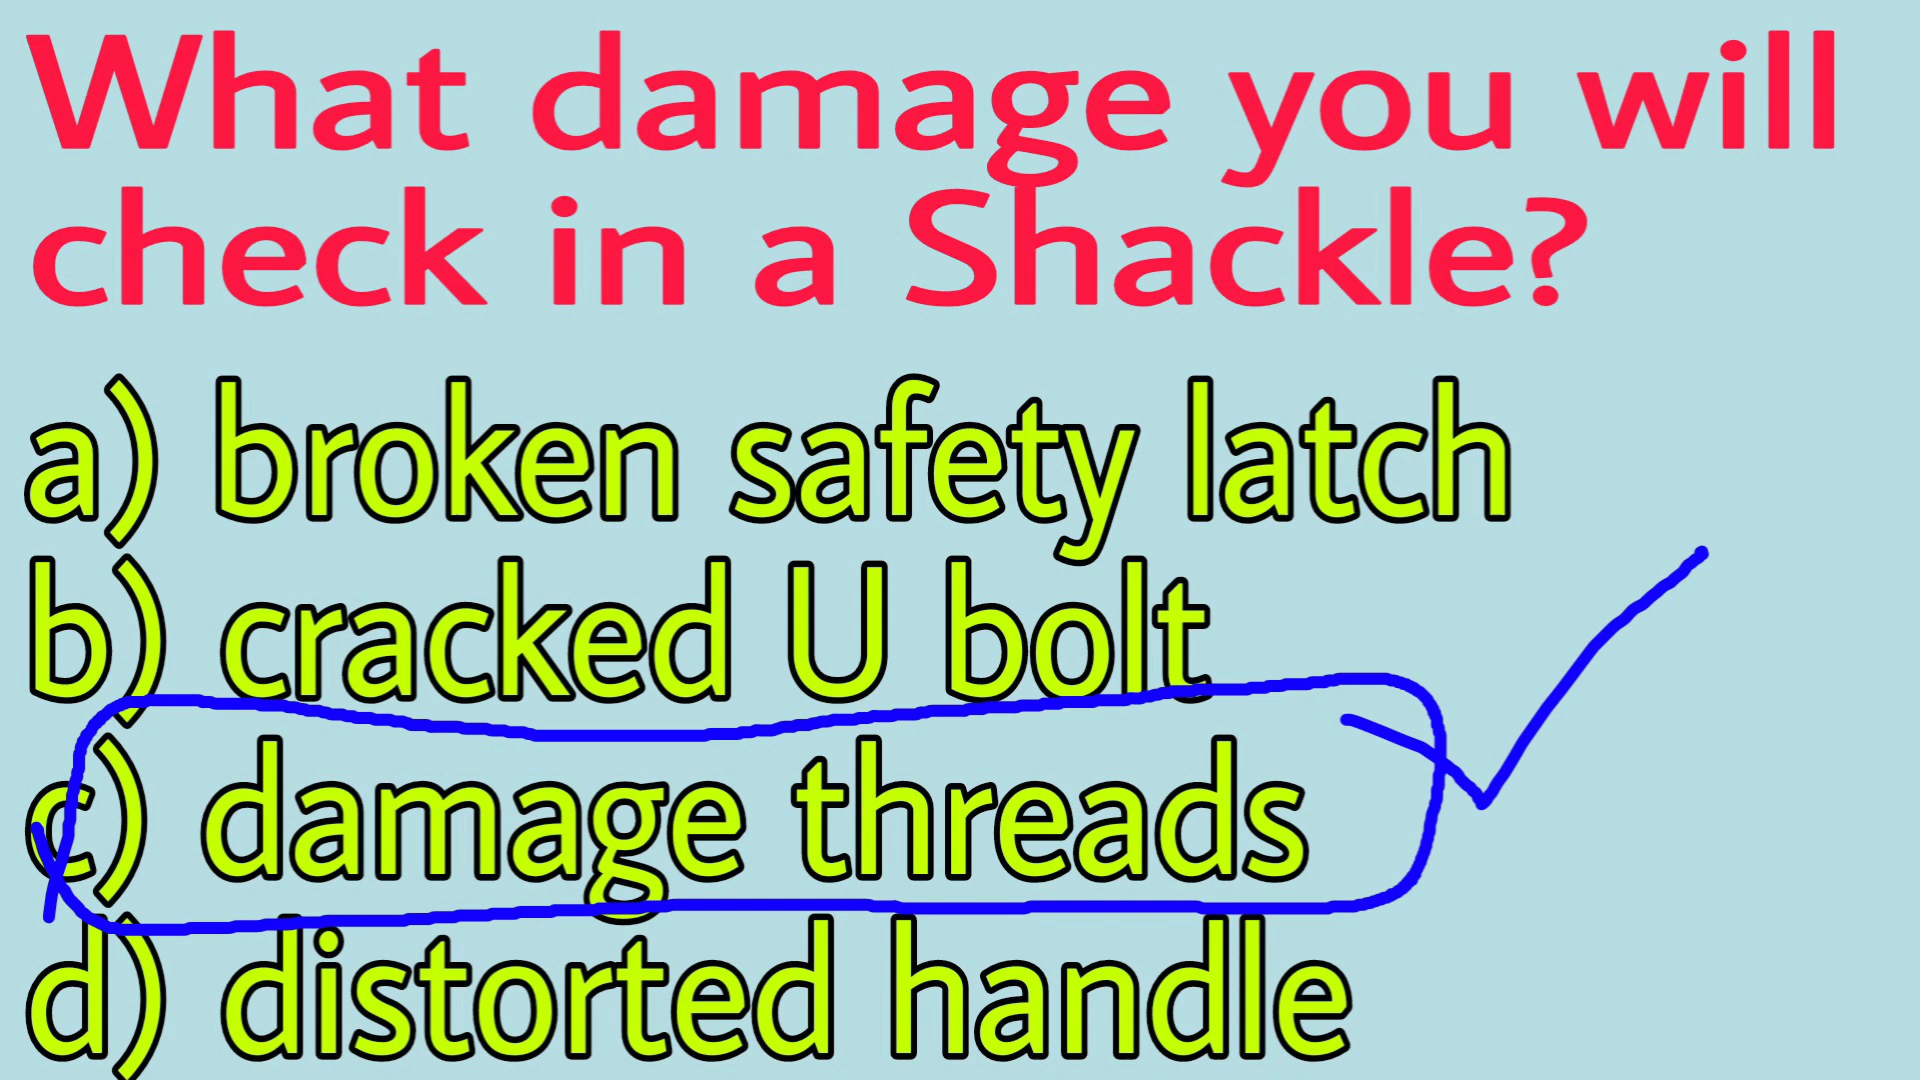 What damage you will
check in a Shackle?
a) broken safety latch
b) cracked U bolt
c) damage threads
d) distorted handle